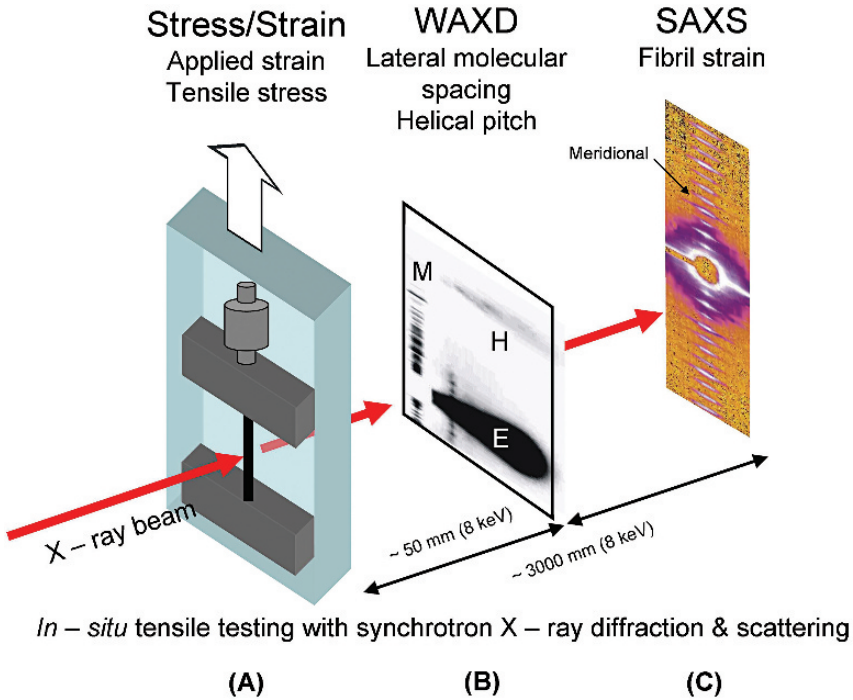 Stress/Strain
Applied strain
Tensile stress
WAXD
Lateral molecular
spacing
Helical pitch
SAXS
Fibril strain
Meridional
M
H
E
X – ray beam
~ 50 mm (8 keV)
~ 3000 mm (8 keV)
In – situ tensile testing with synchrotron X – ray diffraction & scattering
(A)
(B)
(C)